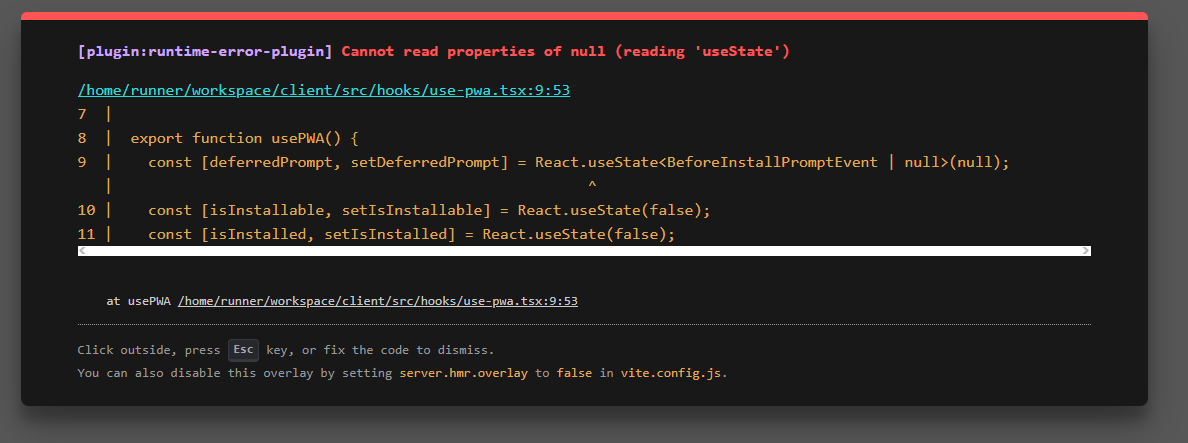 [plugin:runtime-error-plugin] Cannot read properties of null (reading 'useState')
/home/runner/workspace/client/src/hooks/use-pwa.tsx:9:53
7  |
8  |  export function usePWA() {
9  |    const [deferredPrompt, setDeferredPrompt] = React.useState<BeforeInstallPromptEvent | null>(null);
   |                                                       ^
10 |    const [isInstallable, setIsInstallable] = React.useState(false);
11 |    const [isInstalled, setIsInstalled] = React.useState(false);
at usePWA /home/runner/workspace/client/src/hooks/use-pwa.tsx:9:53
Click outside, press Esc key, or fix the code to dismiss.
You can also disable this overlay by setting server.hmr.overlay to false in vite.config.js.